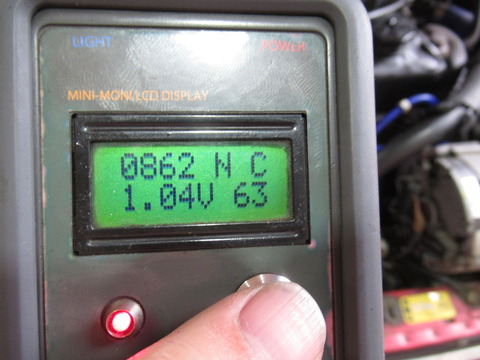 LIGHT POWER
MINI-MONI LCD DISPLAY
0862 N C
1.04V 63